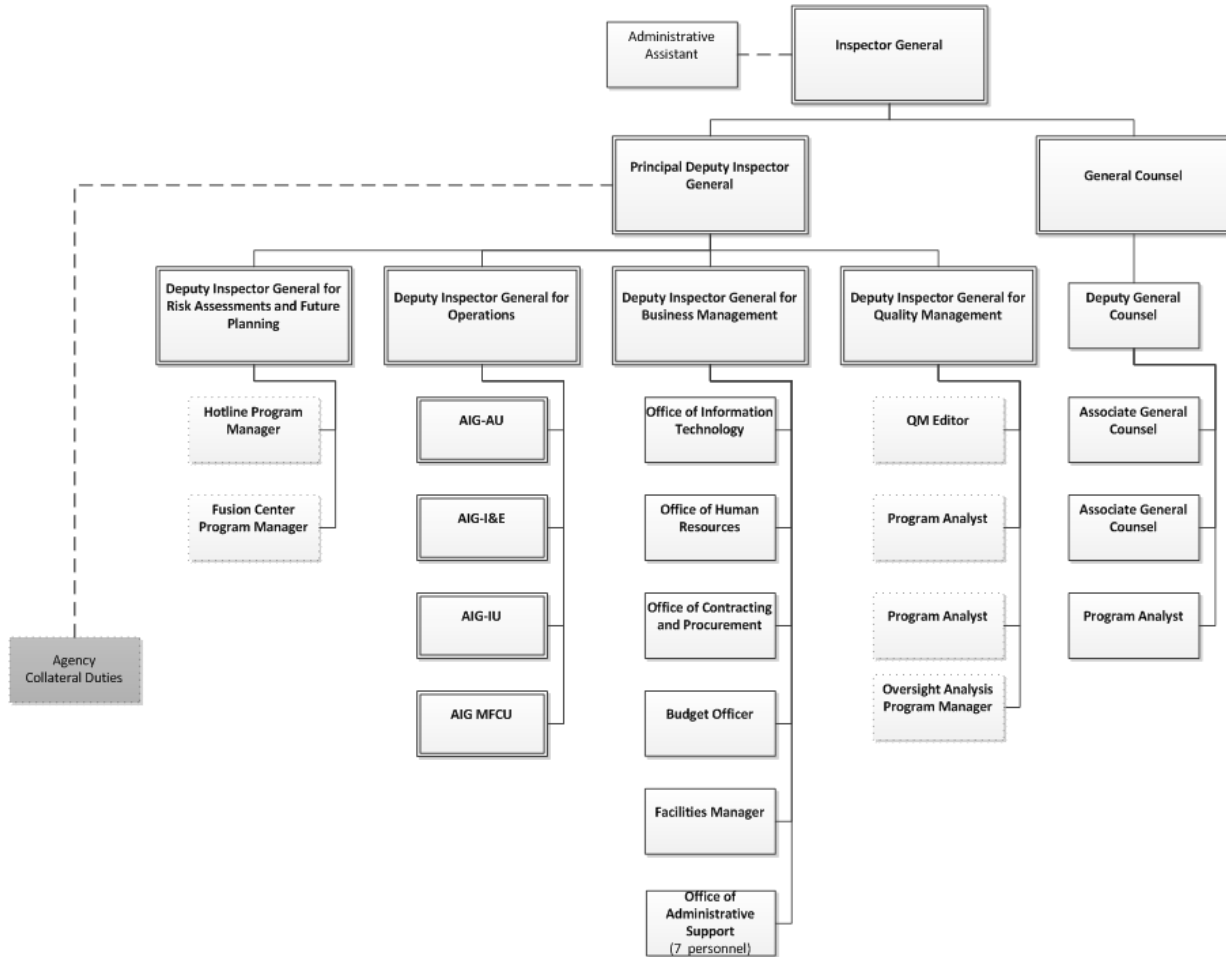 Administrative
Assistant
Inspector General
Principal Deputy Inspector
General
General Counsel
Deputy Inspector General for
Risk Assessments and Future
Planning
Deputy Inspector General for
Operations
Deputy Inspector General for
Business Management
Deputy Inspector General for
Quality Management
Deputy General
Counsel
Hotline Program
Manager
Fusion Center
Program Manager
AIG-AU
AIG-I&E
AIG-IU
AIG MFCU
Office of Information
Technology
Office of Human
Resources
Office of Contracting
and Procurement
Budget Officer
Facilities Manager
Office of
Administrative
Support
(7 personnel)
QM Editor
Program Analyst
Program Analyst
Oversight Analysis
Program Manager
Associate General
Counsel
Associate General
Counsel
Program Analyst
Agency
Collateral Duties